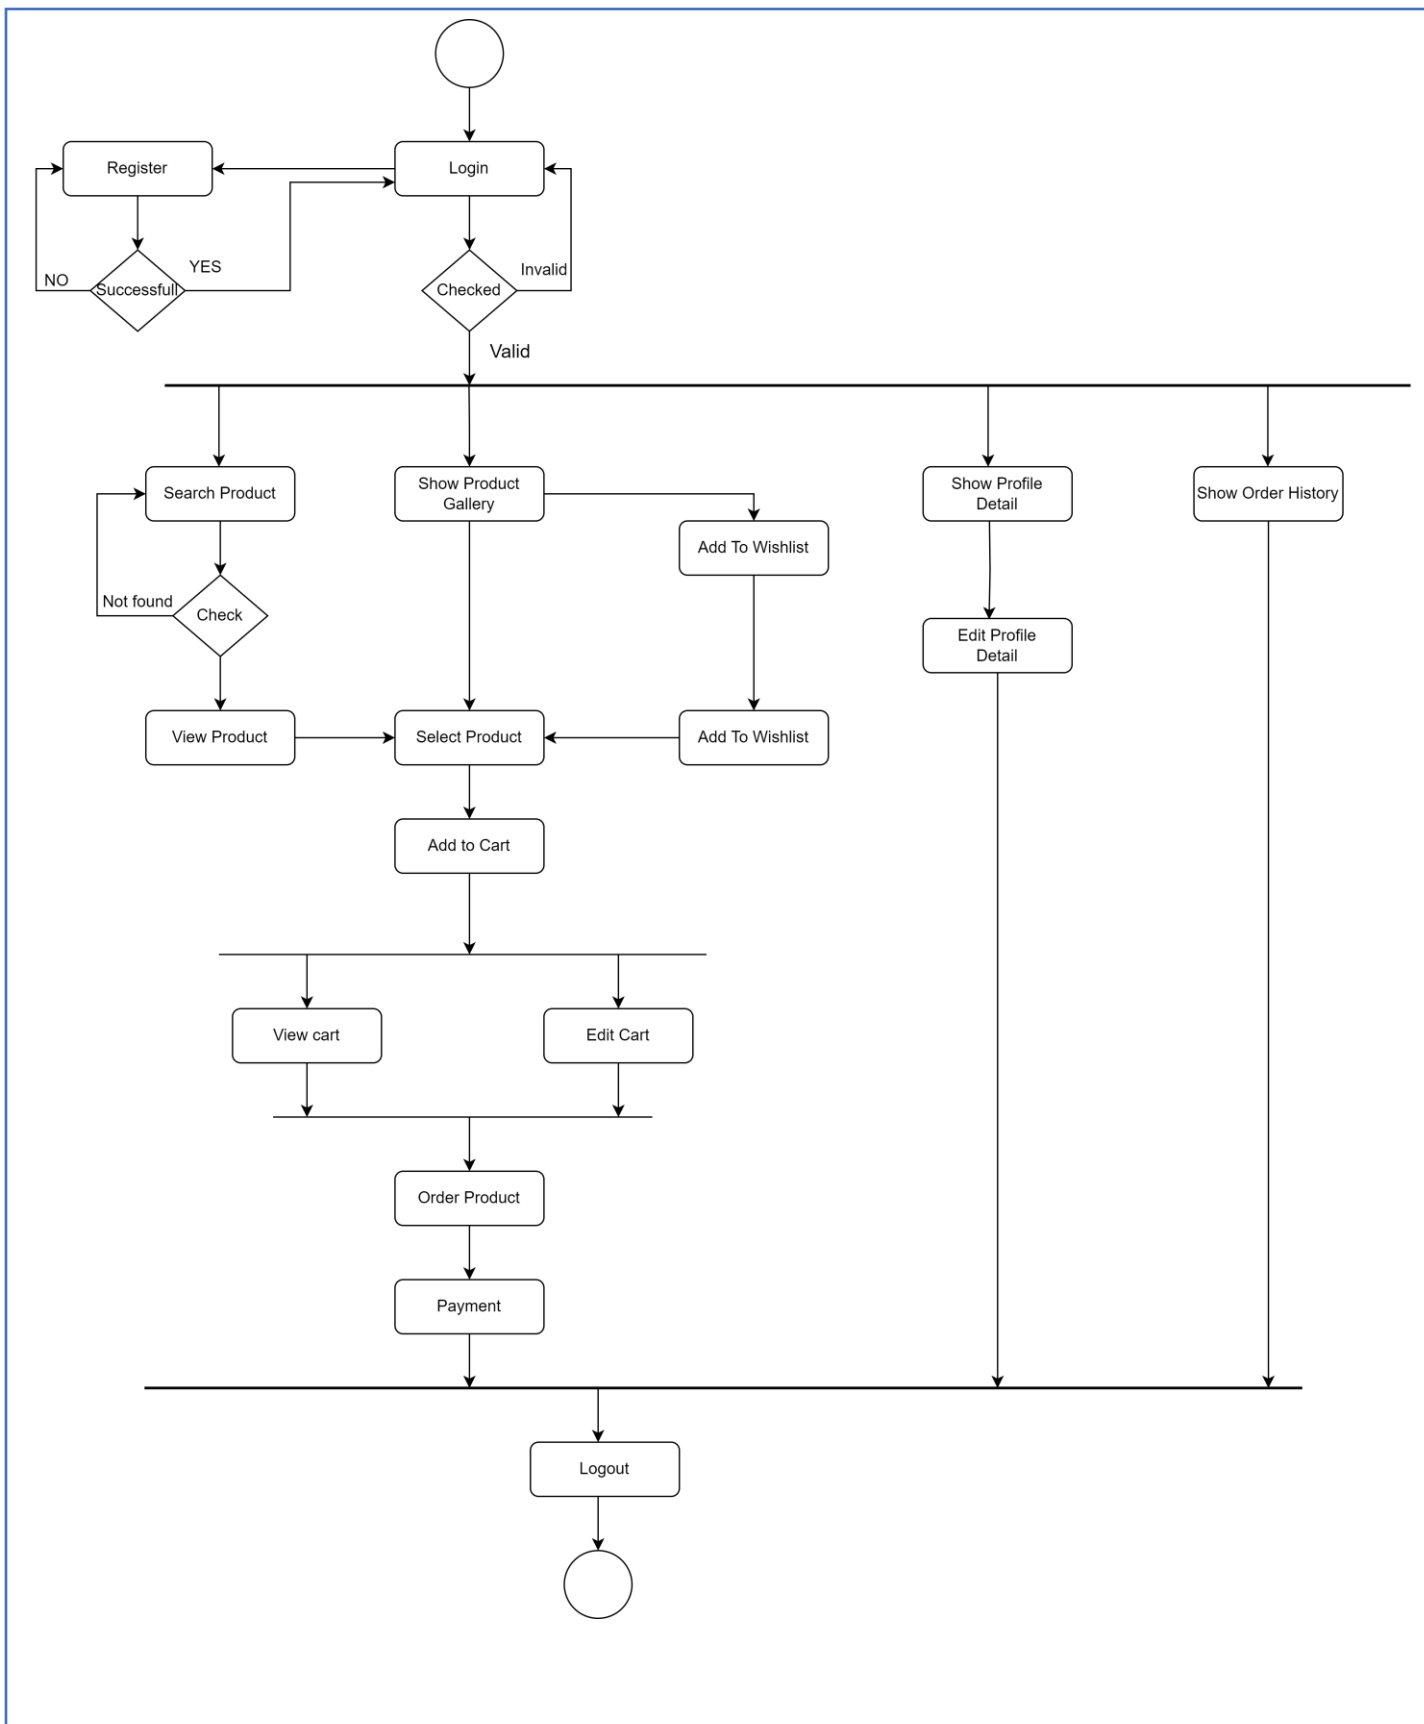 Register
Login
NO
Successfull
YES
Checked
Invalid
Valid
Search Product
Show Product
Gallery
Add To Wishlist
Show Profile
Detail
Show Order History
Not found
Check
Edit Profile
Detail
View Product
Select Product
Add To Wishlist
Add to Cart
View cart
Edit Cart
Order Product
Payment
Logout